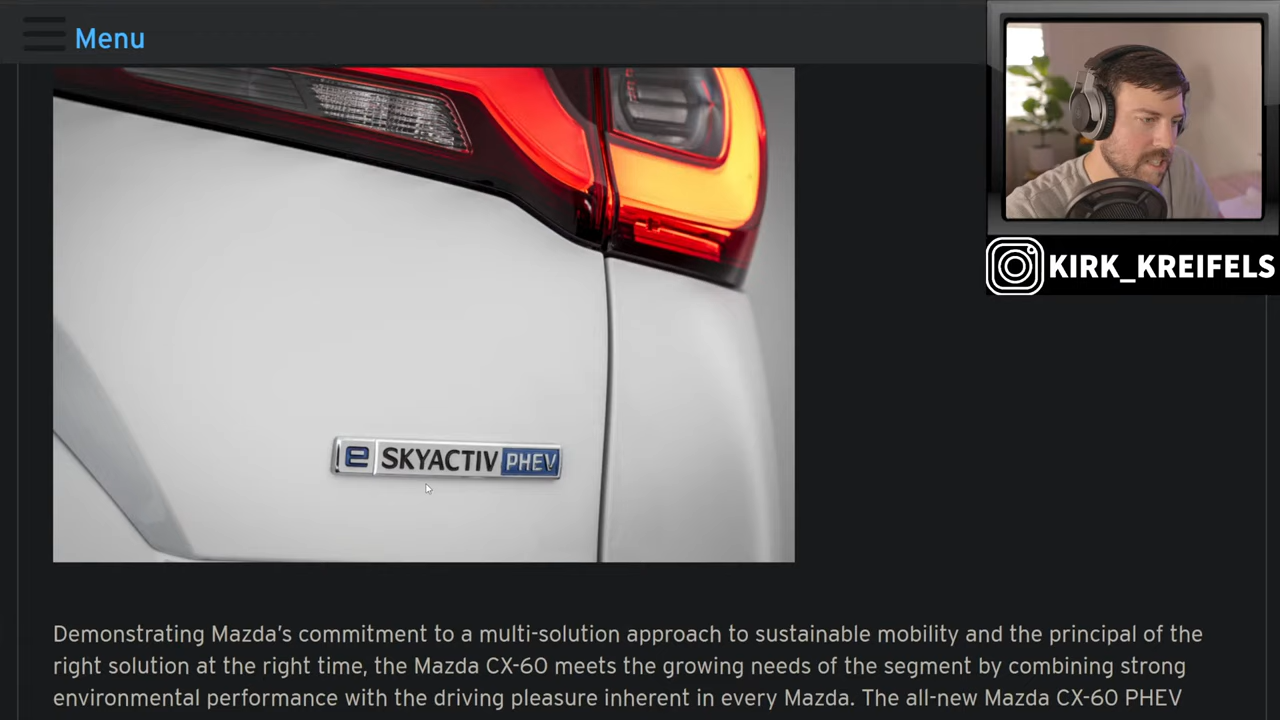 Menu
KIRK_KREIFELS
e SKYACTIV PHEV
Demonstrating Mazda's commitment to a multi-solution approach to sustainable mobility and the principal of the
right solution at the right time, the Mazda CX-60 meets the growing needs of the segment by combining strong
environmental performance with the driving pleasure inherent in every Mazda. The all-new Mazda CX-60 PHEV